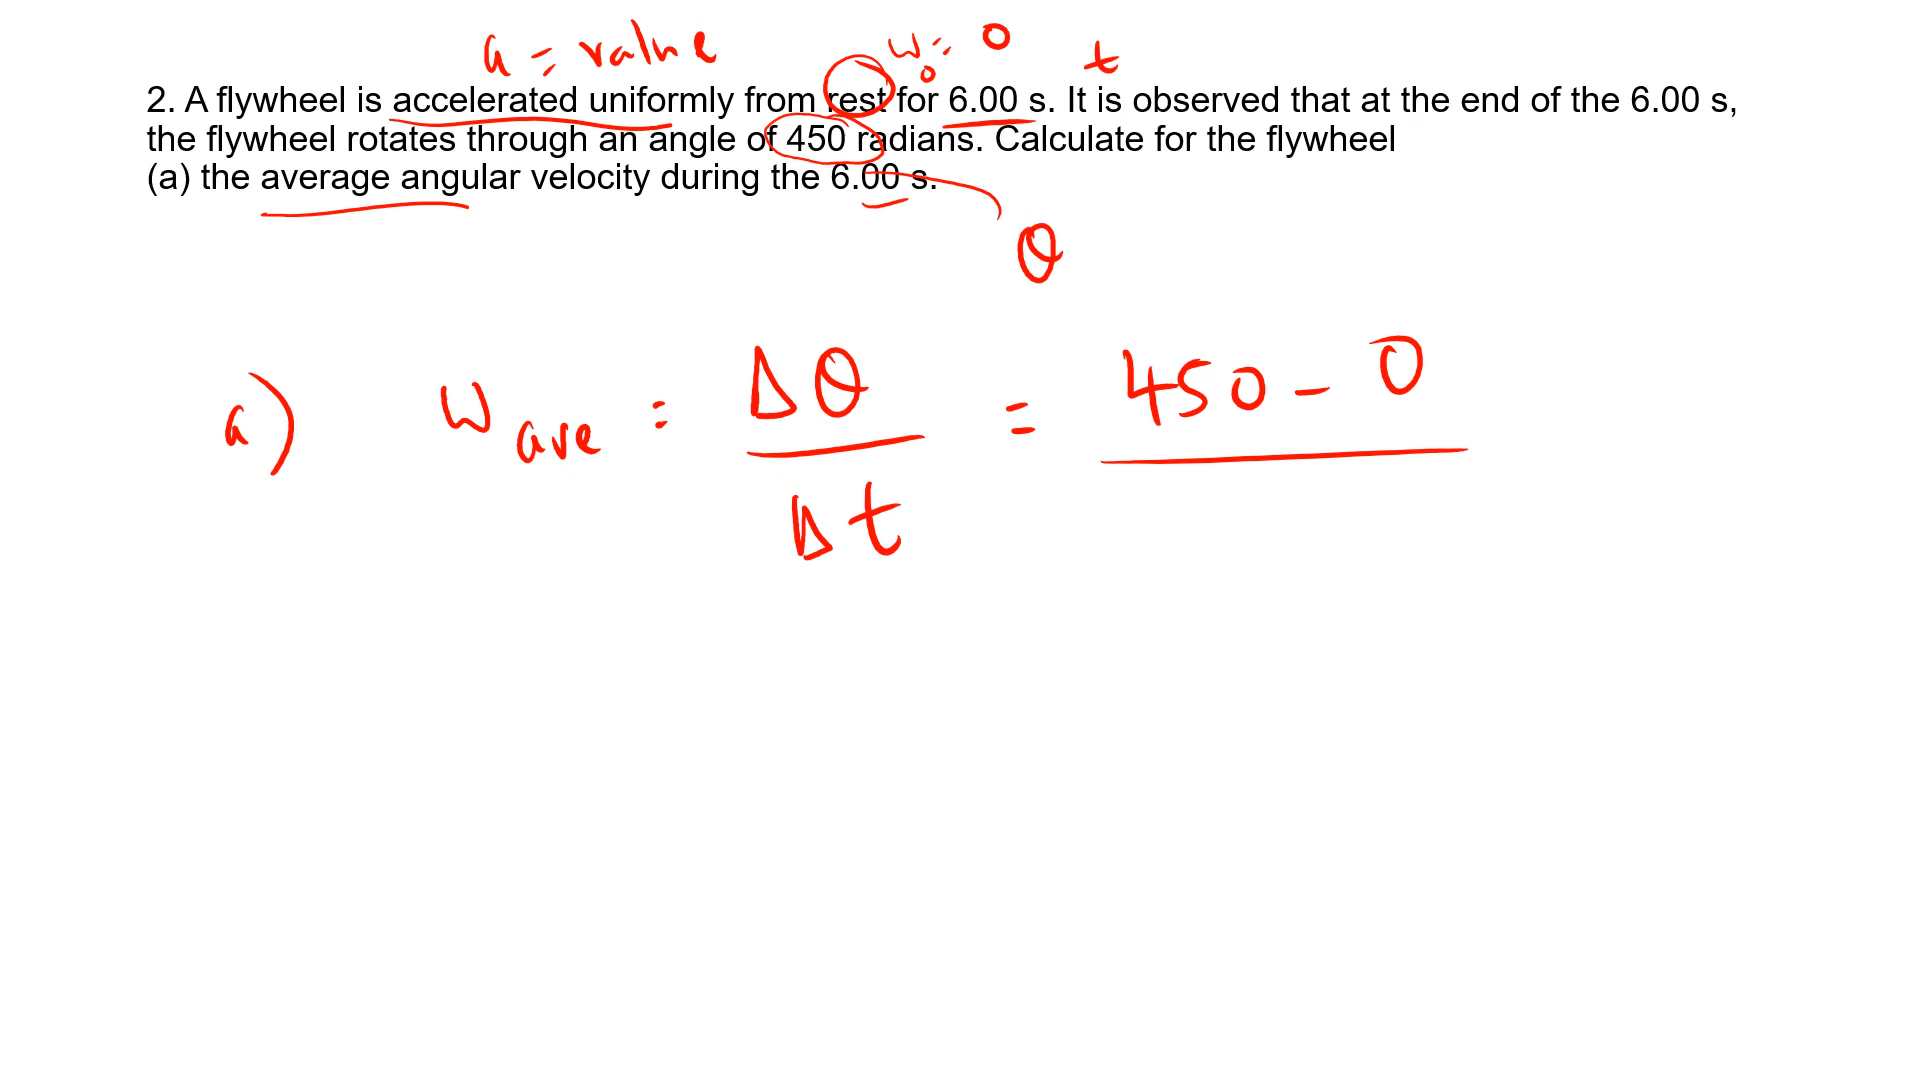 a = value ω₀ = 0 t
2. A flywheel is accelerated uniformly from rest for 6.00 s. It is observed that at the end of the 6.00 s,
the flywheel rotates through an angle of 450 radians. Calculate for the flywheel
(a) the average angular velocity during the 6.00 s.
θ
a) ω ave = Δθ / Δt = 450 - 0